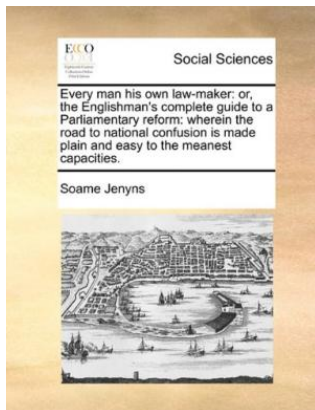 ECCO
Social Sciences
Every man his own law-maker: or,
the Englishman's complete guide to a
Parliamentary reform: wherein the
road to national confusion is made
plain and easy to the meanest
capacities.
Soame Jenyns